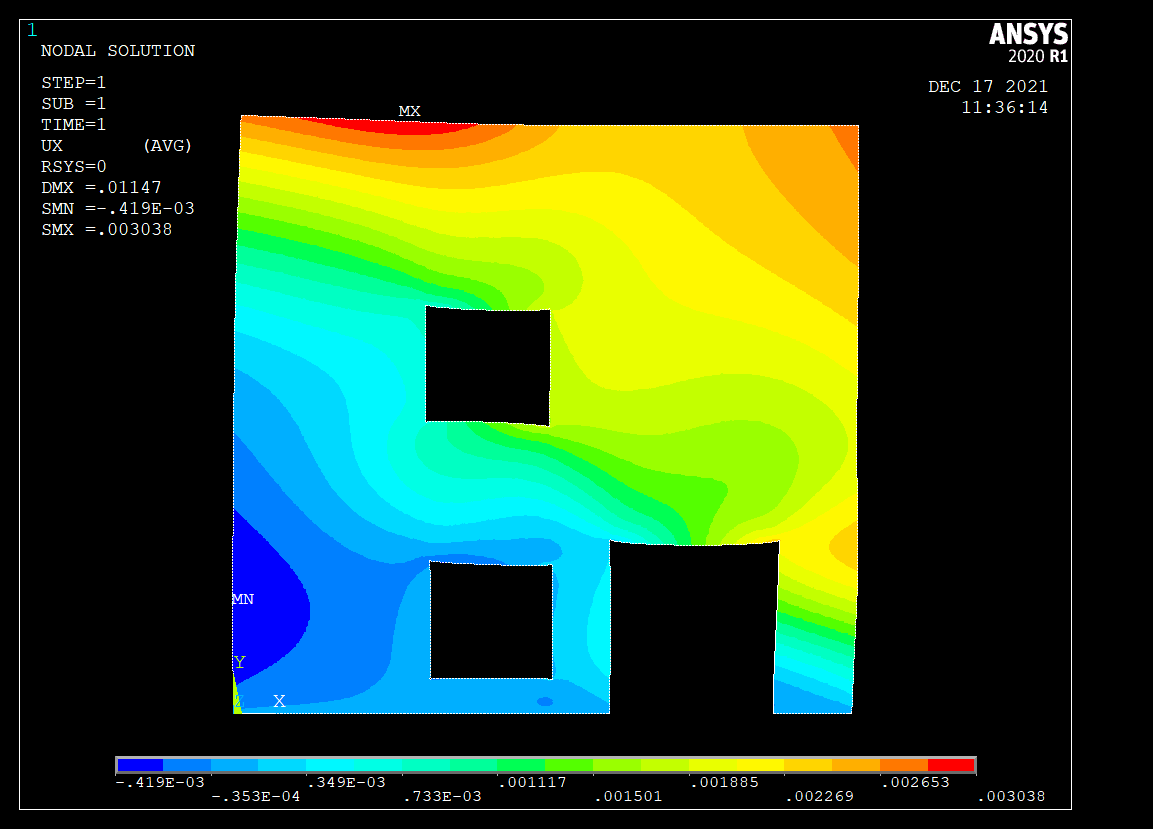 1
ANSYS
2020 R1
NODAL SOLUTION
STEP=1
SUB =1
TIME=1
UX (AVG)
RSYS=0
DMX =.01147
SMN =-.419E-03
SMX =.003038
DEC 17 2021
11:36:14
MX
MN
Y
X
-.419E-03
-.353E-04
.349E-03
.733E-03
.001117
.001501
.001885
.002269
.002653
.003038